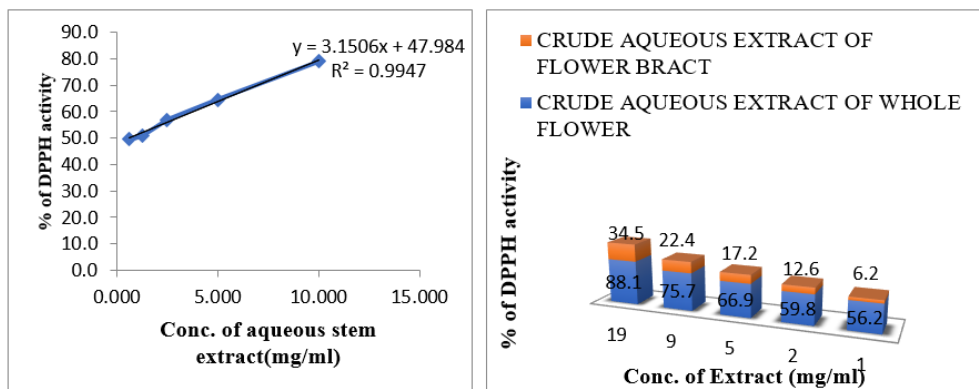 90.0
80.0
70.0
60.0
50.0
40.0
30.0
20.0
10.0
0.0
% of DPPH activity
y = 3.1506x + 47.984
R² = 0.9947
0.000 5.000 10.000 15.000
Conc. of aqueous stem
extract(mg/ml)
CRUDE AQUEOUS EXTRACT OF
FLOWER BRACT
CRUDE AQUEOUS EXTRACT OF WHOLE
FLOWER
% of DPPH activity
34.5 22.4 17.2 12.6 6.2
88.1 75.7 66.9 59.8 56.2
19 9 5 2 1
Conc. of Extract (mg/ml)